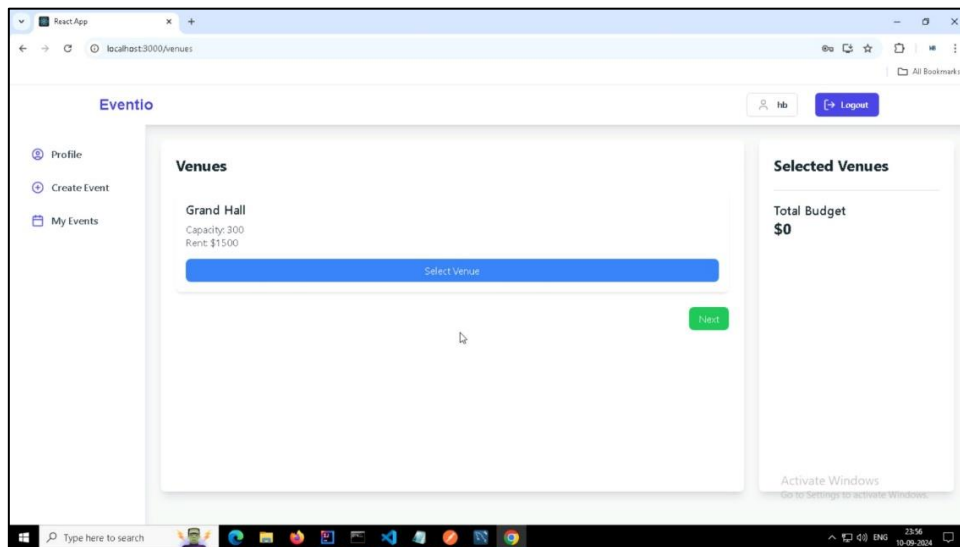 React App
localhost:3000/venues
All Bookmarks
Eventio
hb
Logout
Profile
Create Event
My Events
Venues
Grand Hall
Capacity: 300
Rent: $1500
Select Venue
Next
Selected Venues
Total Budget
$0
Activate Windows
Go to Settings to activate Windows.
Type here to search
ENG
23:56
10-09-2024